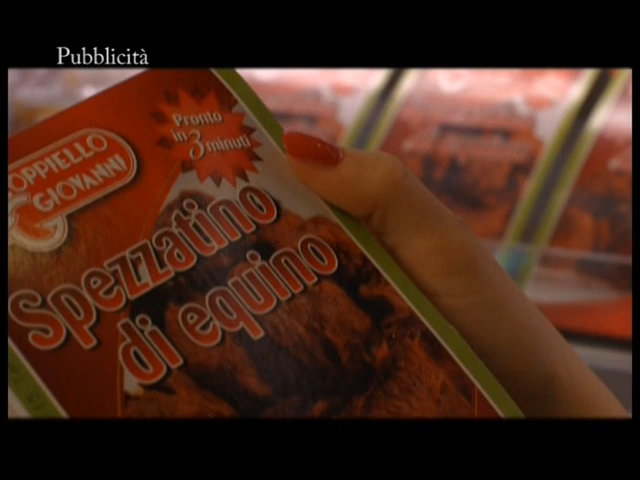 Pubblicità
Pronto
in 3 minuti
OPPIELLO
GIOVANNI
Spezzatino
di equino